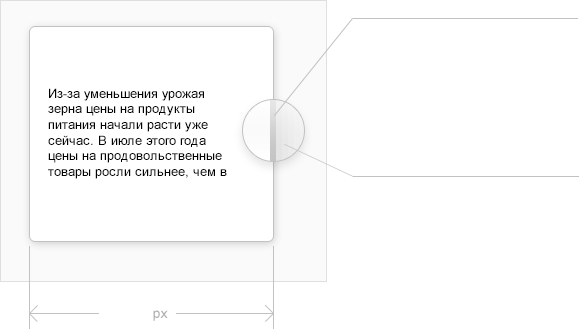 Из-за уменьшения урожая
зерна цены на продукты
питания начали расти уже
сейчас. В июле этого года
цены на продовольственные
товары росли сильнее, чем в
px